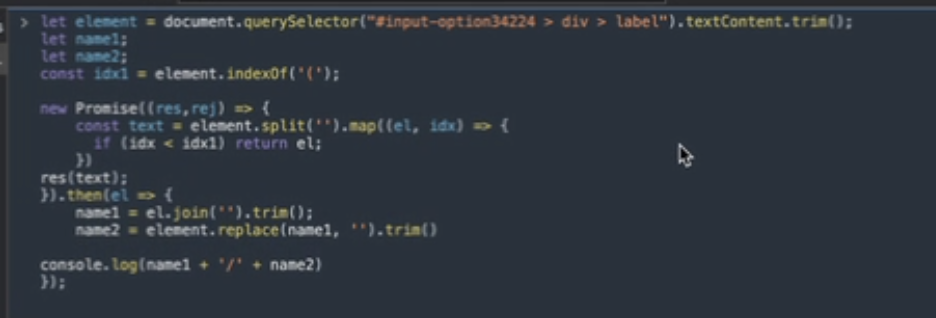 > let element = document.querySelector("#input-option34224 > div > label").textContent.trim();
let name1;
let name2;
const idx1 = element.indexOf('(');
new Promise((res,rej) => {
const text = element.split('').map((el, idx) => {
if (idx < idx1) return el;
})
res(text);
}).then(el => {
name1 = el.join('').trim();
name2 = element.replace(name1, '').trim()
console.log(name1 + '/' + name2)
});